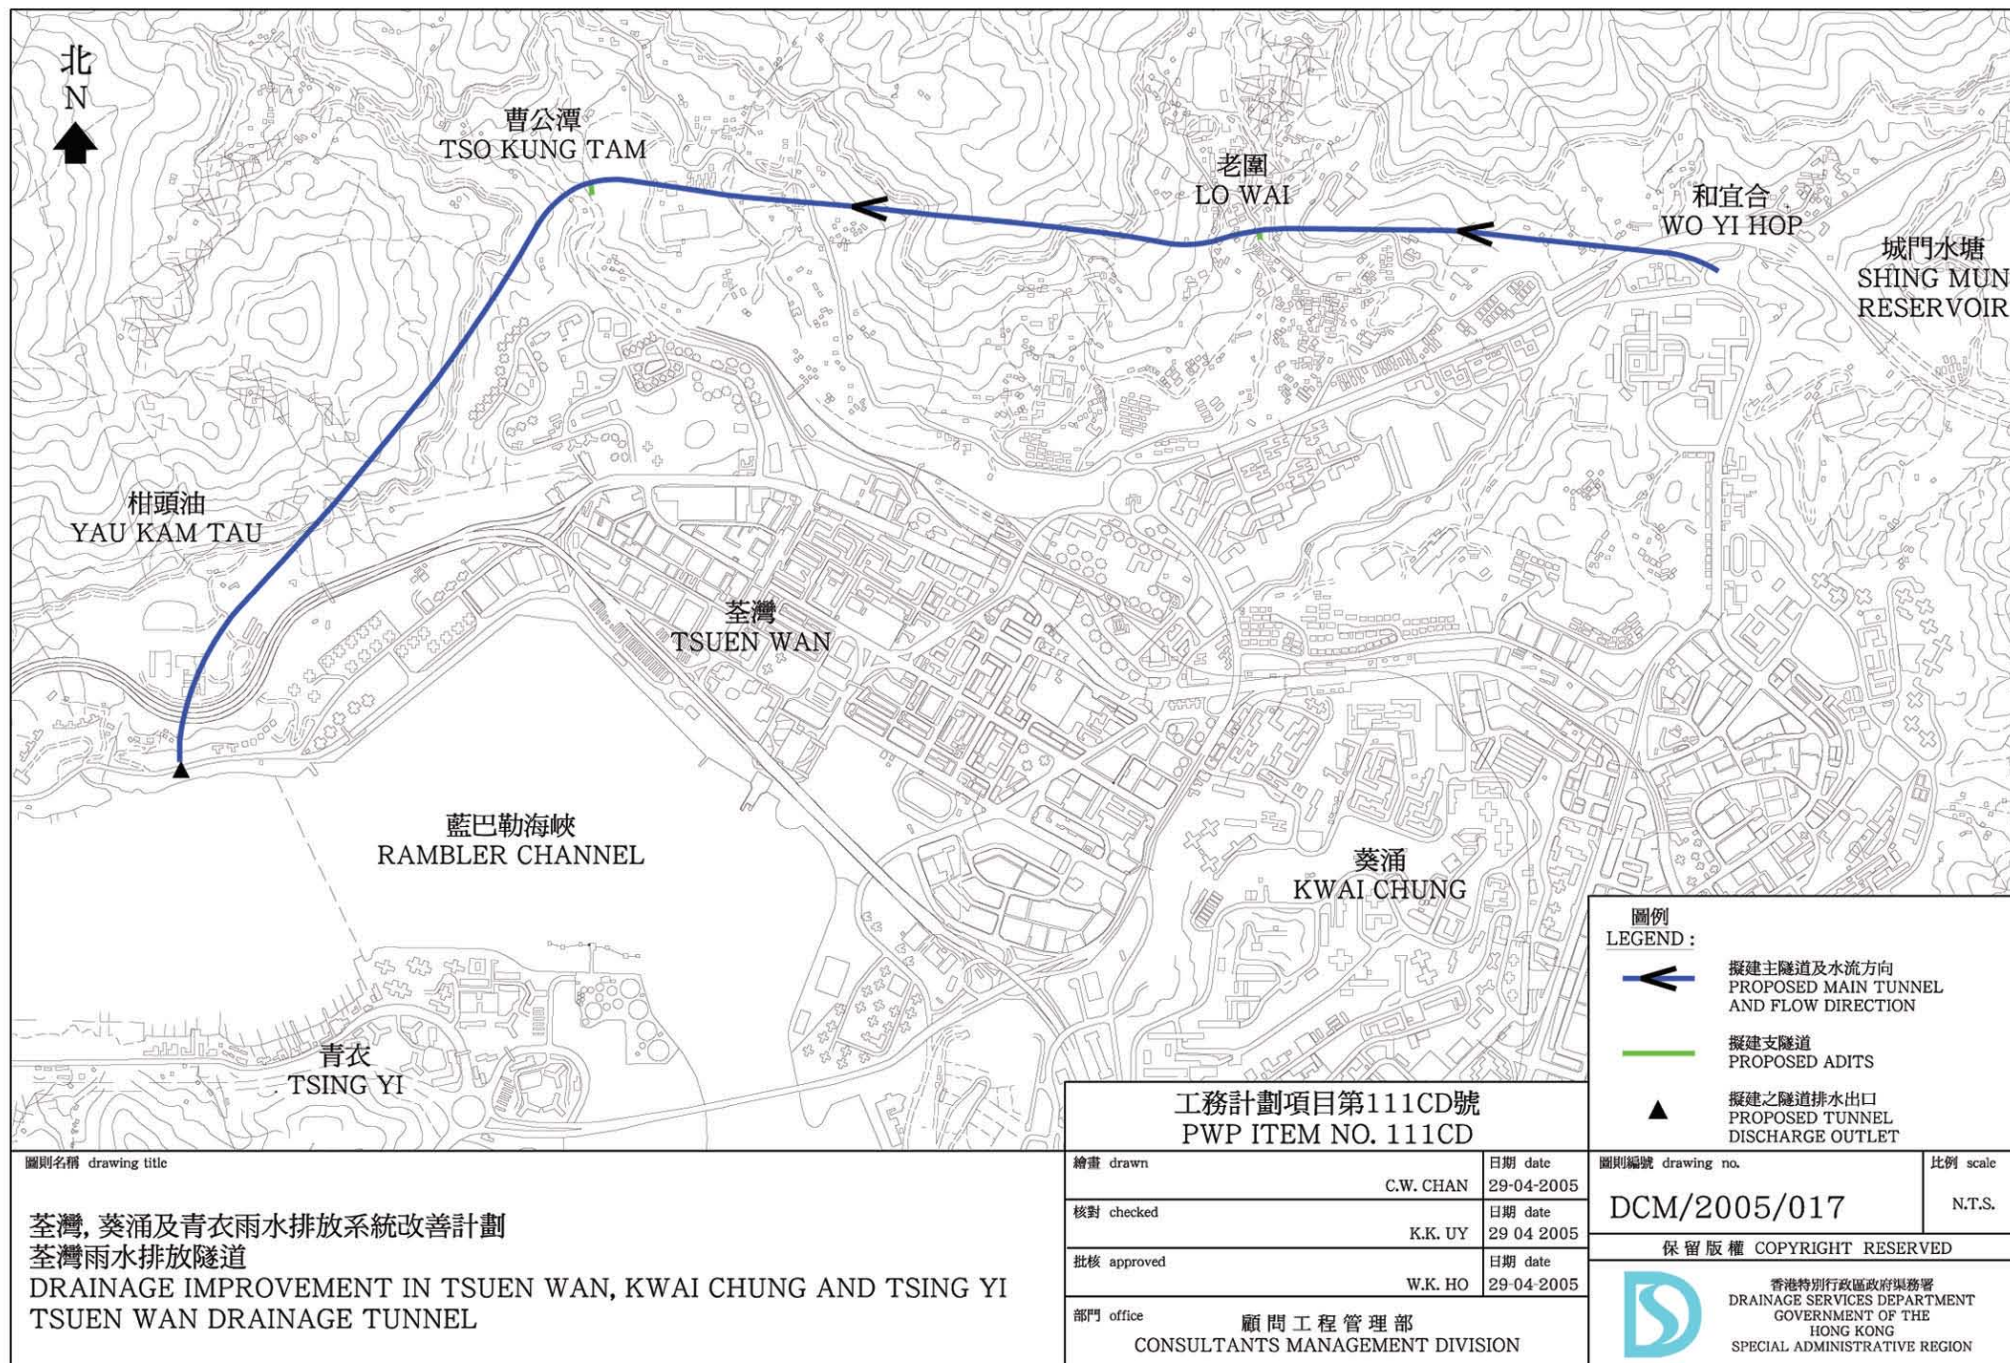 北
N
曹公潭
TSO KUNG TAM
老圍
LO WAI
和宜合
WO YI HOP
城門水塘
SHING MUN
RESERVOIR
柑頭油
YAU KAM TAU
荃灣
TSUEN WAN
藍巴勒海峽
RAMBLER CHANNEL
葵涌
KWAI CHUNG
青衣
TSING YI
圖例
LEGEND :
擬建主隧道及水流方向
PROPOSED MAIN TUNNEL
AND FLOW DIRECTION
擬建支隧道
PROPOSED ADITS
擬建之隧道排水出口
PROPOSED TUNNEL
DISCHARGE OUTLET
工務計劃項目第111CD號
PWP ITEM NO. 111CD
圖則名稱 drawing title
荃灣, 葵涌及青衣雨水排放系統改善計劃
荃灣雨水排放隧道
DRAINAGE IMPROVEMENT IN TSUEN WAN, KWAI CHUNG AND TSING YI
TSUEN WAN DRAINAGE TUNNEL
繪畫 drawn
C.W. CHAN
日期 date
29-04-2005
核對 checked
K.K. UY
日期 date
29 04 2005
批核 approved
W.K. HO
日期 date
29-04-2005
部門 office
顧問工程管理部
CONSULTANTS MANAGEMENT DIVISION
圖則編號 drawing no.
DCM/2005/017
比例 scale
N.T.S.
保留版權 COPYRIGHT RESERVED
香港特別行政區政府渠務署
DRAINAGE SERVICES DEPARTMENT
GOVERNMENT OF THE
HONG KONG
SPECIAL ADMINISTRATIVE REGION